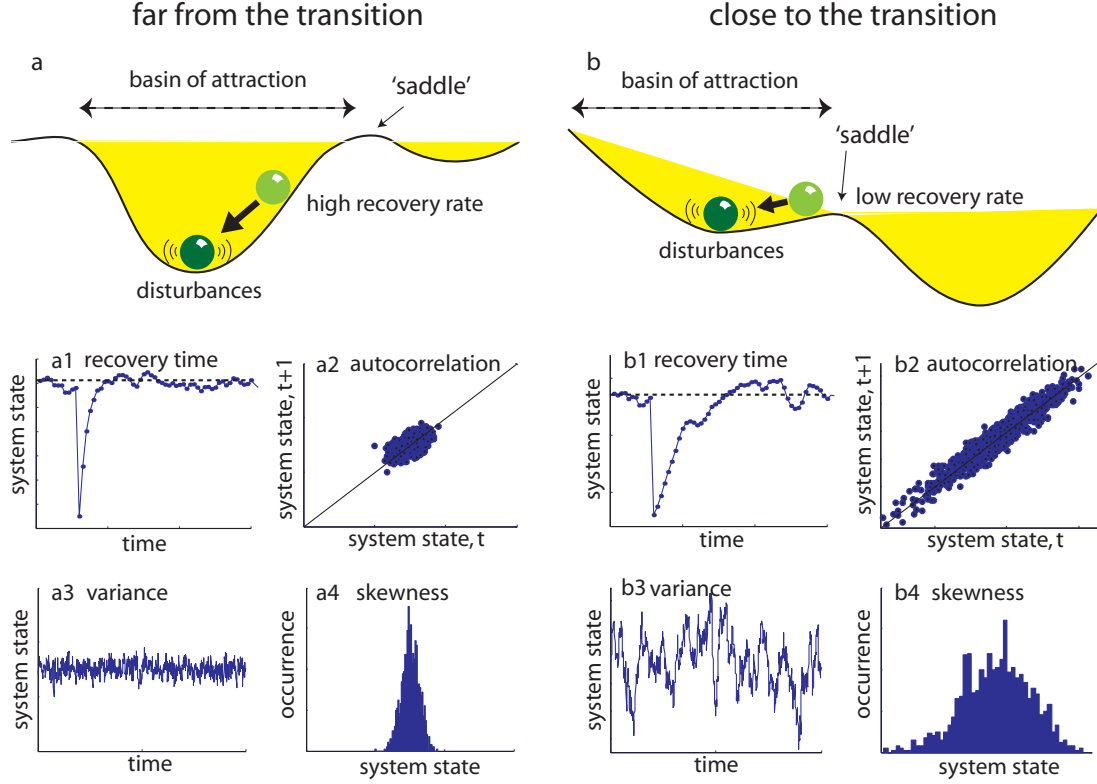 far from the transition
close to the transition
a
basin of attraction
'saddle'
high recovery rate
disturbances
b
basin of attraction
'saddle'
low recovery rate
disturbances
a1 recovery time
system state
time
a2 autocorrelation
system state, t+1
system state, t
b1 recovery time
system state
time
b2 autocorrelation
system state, t+1
system state, t
a3 variance
system state
time
a4 skewness
occurrence
system state
b3 variance
system state
time
b4 skewness
occurrence
system state